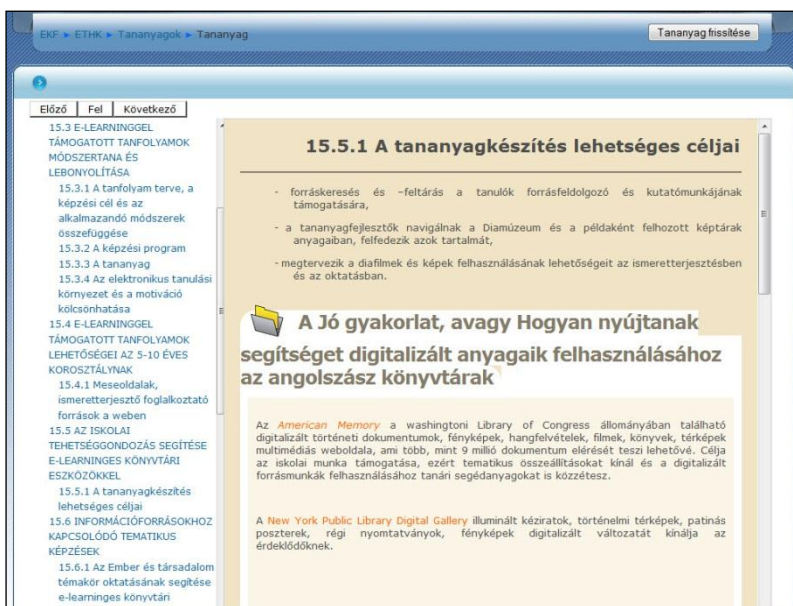 EKF ► ETHK ► Tananyagok ► Tananyag
Tananyag frissítése
Előző Fel Következő
15.3 E-LEARNINGGEL
TÁMOGATOTT TANFOLYAMOK
MÓDSZERTANA ÉS
LEBONYOLÍTÁSA
15.3.1 A tanfolyam terve, a
képzési cél és az
alkalmazandó módszerek
összefüggése
15.3.2 A képzési program
15.3.3 A tananyag
15.3.4 Az elektronikus tanulási
környezet és a motiváció
kölcsönhatása
15.4 E-LEARNINGGEL
TÁMOGATOTT TANFOLYAMOK
LEHETŐSÉGEI AZ 5-10 ÉVES
KOROSZTÁLYNAK
15.4.1 Meseoldalak,
ismeretterjesztő foglalkoztató
források a weben
15.5 AZ ISKOLAI
TEHETSÉGGONDOZÁS SEGÍTÉSE
E-LEARNINGES KÖNYVTÁRI
ESZKÖZÖKKEL
15.5.1 A tananyagkészítés
lehetséges céljai
15.6 INFORMÁCIÓFORRÁSOKHOZ
KAPCSOLÓDÓ TEMATIKUS
KÉPZÉSEK
15.6.1 Az Ember és társadalom
témakör oktatásának segítése
e-learninges könyvtári
15.5.1 A tananyagkészítés lehetséges céljai
- forráskeresés és –feltárás a tanulók forrásfeldolgozó és kutatómunkájának
támogatására,
- a tananyagfejlesztők navigálnak a Diamúzeum és a példaként felhozott képtárak
anyagaiban, felfedezik azok tartalmát,
- megtervezik a diafilmek és képek felhasználásának lehetőségeit az ismeretterjesztésben
és az oktatásban.
A Jó gyakorlat, avagy Hogyan nyújtanak
segítséget digitalizált anyagaik felhasználásához
az angolszász könyvtárak
Az American Memory a washingtoni Library of Congress állományában található
digitalizált történeti dokumentumok, fényképek, hangfelvételek, filmek, könyvek, térképek
multimédiás weboldala, ami több, mint 9 millió dokumentum elérését teszi lehetővé. Célja
az iskolai munka támogatása, ezért tematikus összeállításokat kínál és a digitalizált
forrásmunkák felhasználásához tanári segédanyagokat is közzétesz.
A New York Public Library Digital Gallery illuminált kéziratok, történelmi térképek, patinás
poszterek, régi nyomtatványok, fényképek digitalizált változatát kínálja az
érdeklődőknek.